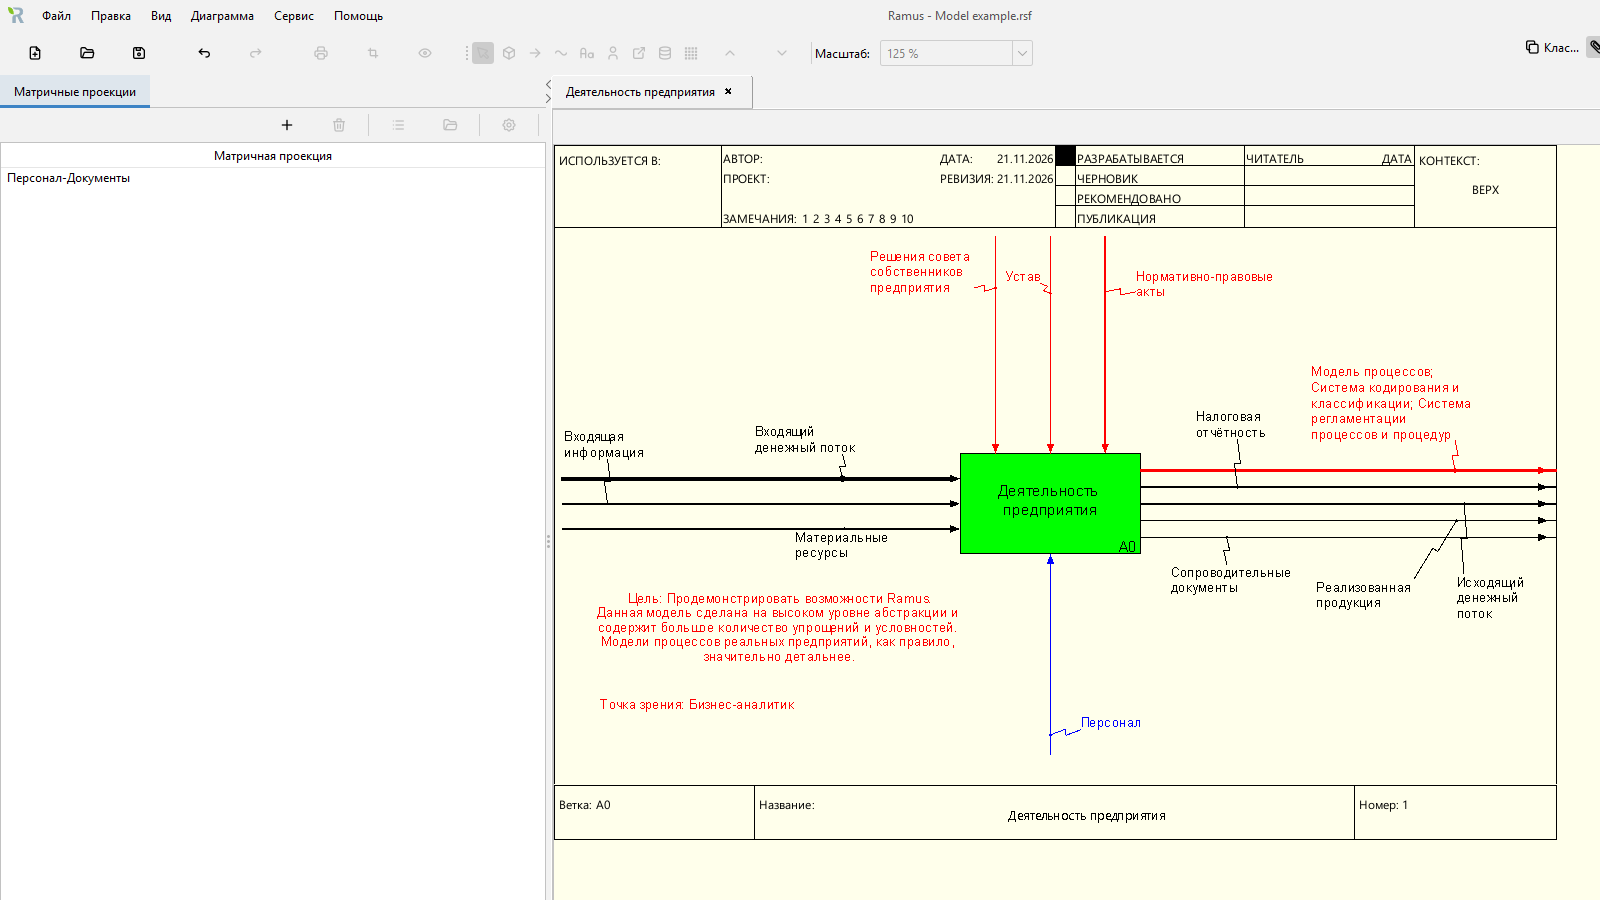 Файл Правка Вид Диаграмма Сервис Помощь
Ramus - Model example.rsf
Масштаб: 125 %
Клас...
Матричные проекции
Деятельность предприятия
Матричная проекция
Персонал-Документы
ИСПОЛЬЗУЕТСЯ В:
АВТОР:
ДАТА: 21.11.2026
ПРОЕКТ:
РЕВИЗИЯ: 21.11.2026
ЗАМЕЧАНИЯ: 1 2 3 4 5 6 7 8 9 10
РАЗРАБАТЫВАЕТСЯ
ЧЕРНОВИК
РЕКОМЕНДОВАНО
ПУБЛИКАЦИЯ
ЧИТАТЕЛЬ ДАТА
КОНТЕКСТ:
ВЕРХ
Решения совета
собственников
предприятия
Устав
Нормативно-правовые
акты
Модель процессов;
Система кодирования и
классификации; Система
регламентации
процессов и процедур
Налоговая
отчётность
Входящая
информация
Входящий
денежный поток
Материальные
ресурсы
Деятельность
предприятия
A0
Сопроводительные
документы
Реализованная
продукция
Исходящий
денежный
поток
Цель: Продемонстрировать возможности Ramus.
Данная модель сделана на высоком уровне абстракции и
содержит большое количество упрощений и условностей.
Модели процессов реальных предприятий, как правило,
значительно детальнее.
Точка зрения: Бизнес-аналитик
Персонал
Ветка: A0
Название:
Деятельность предприятия
Номер: 1